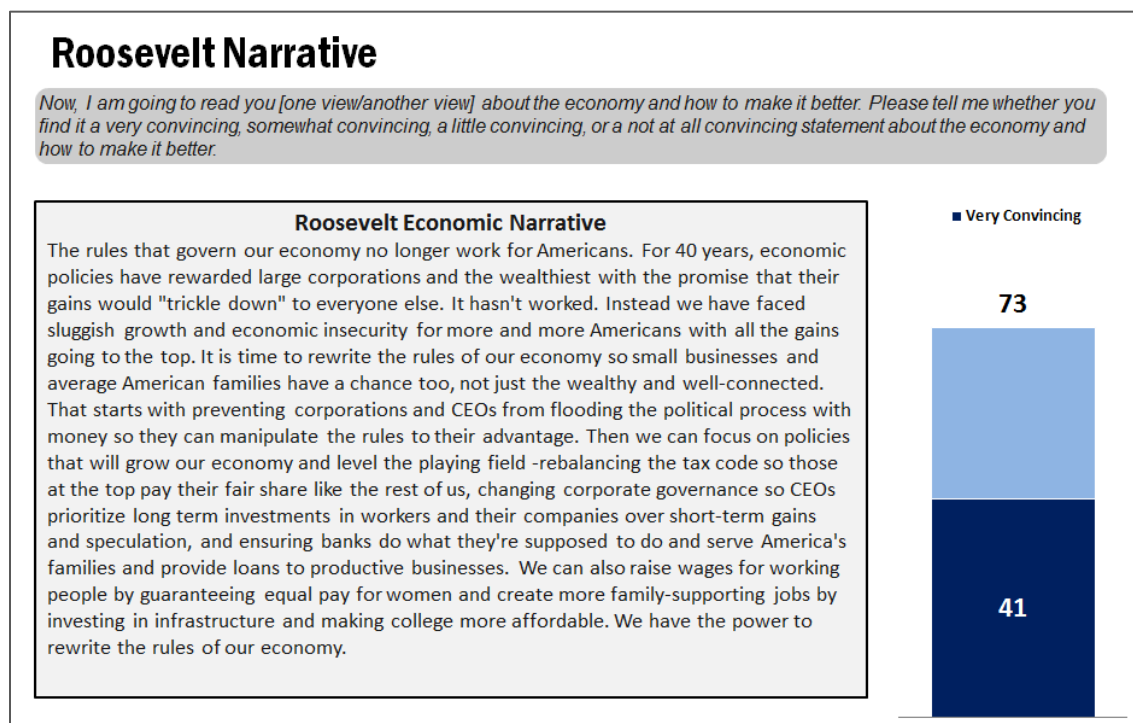 Roosevelt Narrative
Now, I am going to read you [one view/another view] about the economy and how to make it better. Please tell me whether you
find it a very convincing, somewhat convincing, a little convincing, or a not at all convincing statement about the economy and
how to make it better.
Roosevelt Economic Narrative
The rules that govern our economy no longer work for Americans. For 40 years, economic
policies have rewarded large corporations and the wealthiest with the promise that their
gains would "trickle down" to everyone else. It hasn't worked. Instead we have faced
sluggish growth and economic insecurity for more and more Americans with all the gains
going to the top. It is time to rewrite the rules of our economy so small businesses and
average American families have a chance too, not just the wealthy and well-connected.
That starts with preventing corporations and CEOs from flooding the political process with
money so they can manipulate the rules to their advantage. Then we can focus on policies
that will grow our economy and level the playing field -rebalancing the tax code so those
at the top pay their fair share like the rest of us, changing corporate governance so CEOs
prioritize long term investments in workers and their companies over short-term gains
and speculation, and ensuring banks do what they're supposed to do and serve America's
families and provide loans to productive businesses. We can also raise wages for working
people by guaranteeing equal pay for women and create more family-supporting jobs by
investing in infrastructure and making college more affordable. We have the power to
rewrite the rules of our economy.
Very Convincing
73
41